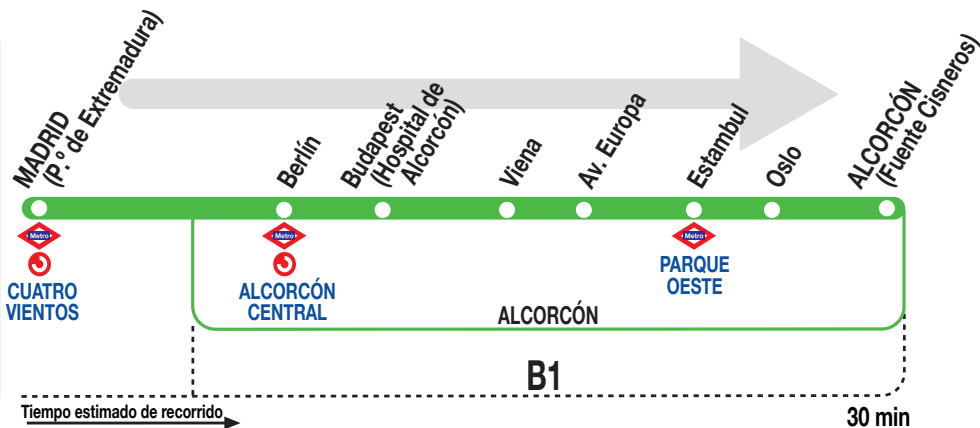 MADRID
(P.º de Extremadura)
Berlín
Budapest
(Hospital de
Alcorcón)
Viena
Av. Europa
Estambul
Oslo
ALCORCÓN
(Fuente Cisneros)
Metro
Metro
Metro
CUATRO
VIENTOS
ALCORCÓN
CENTRAL
PARQUE
OESTE
ALCORCÓN
B1
Tiempo estimado de recorrido
30 min